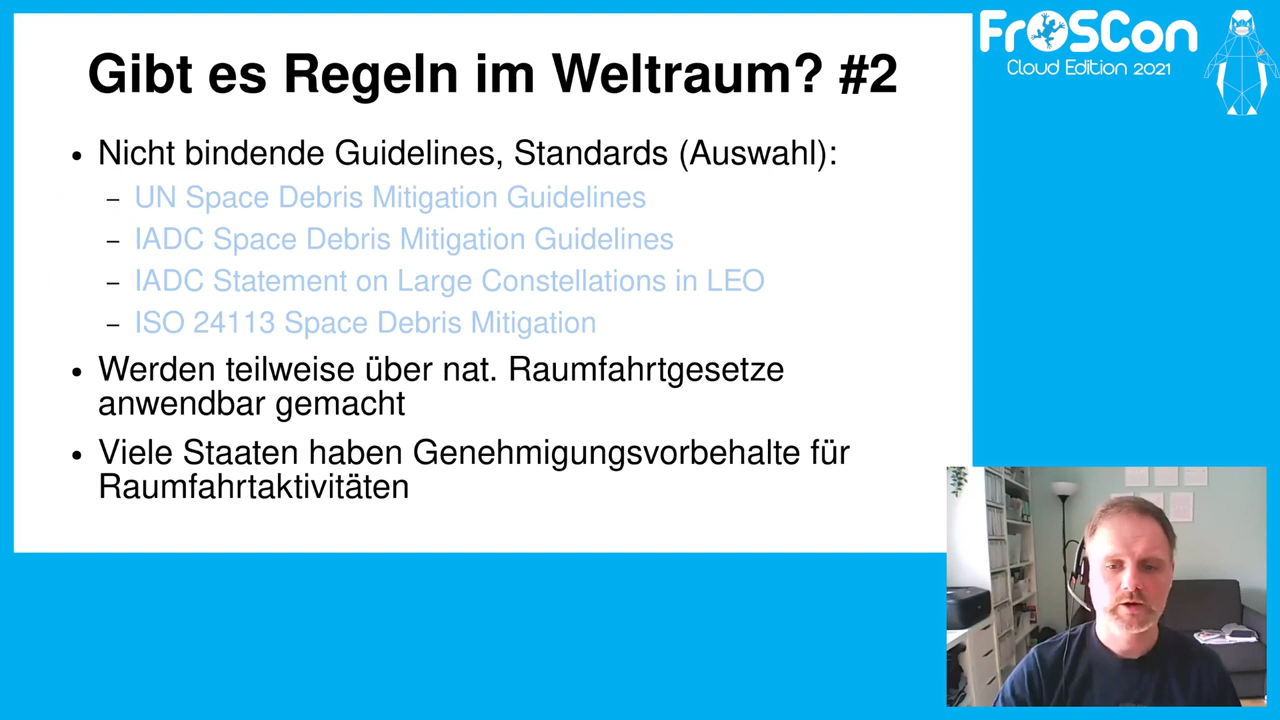 Gibt es Regeln im Weltraum? #2
FrOSCon
Cloud Edition 2021
• Nicht bindende Guidelines, Standards (Auswahl):
– UN Space Debris Mitigation Guidelines
– IADC Space Debris Mitigation Guidelines
– IADC Statement on Large Constellations in LEO
– ISO 24113 Space Debris Mitigation
• Werden teilweise über nat. Raumfahrtgesetze
anwendbar gemacht
• Viele Staaten haben Genehmigungsvorbehalte für
Raumfahrtaktivitäten